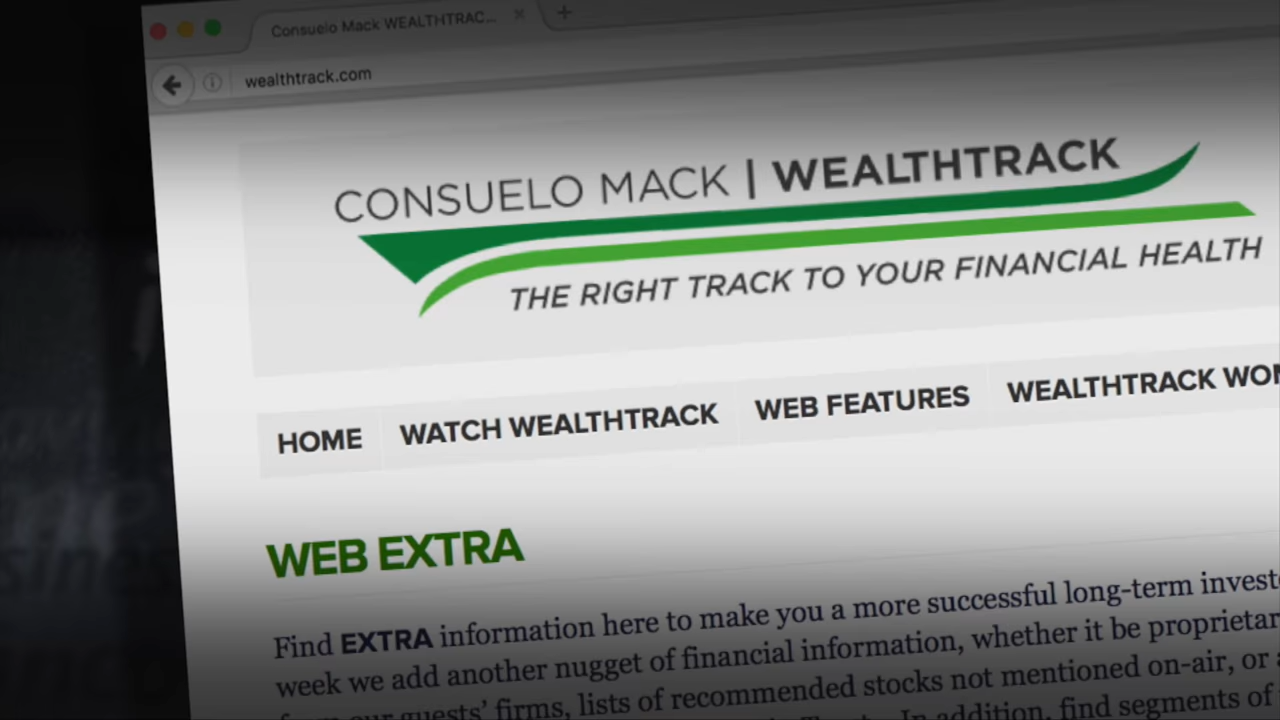 Consuelo Mack WEALTHTRAC...
wealthtrack.com
CONSUELO MACK | WEALTHTRACK
THE RIGHT TRACK TO YOUR FINANCIAL HEALTH
HOME WATCH WEALTHTRACK WEB FEATURES WEALTHTRACK
WEB EXTRA
Find EXTRA information here to make you a more successful long-term
week we add another nugget of financial information, whether it be
our guests' firms, lists of recommended stocks not mentioned on-air, or
In addition, find segments of